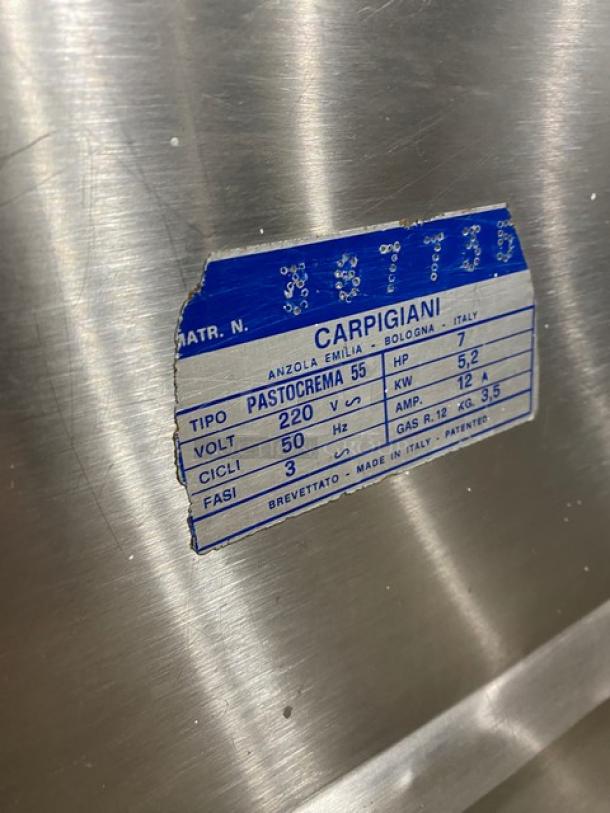 MATR. N.
CARPIGIANI
ANZOLA EMILIA - BOLOGNA - ITALY
TIPO PASTOCREMA 55
VOLT 220 V ∿
CICLI 50 Hz
FASI 3 ∿
HP 7
KW 5,2
AMP. 12 A
GAS R.12 KG. 3,5
BREVETTATO - MADE IN ITALY - PATENTED